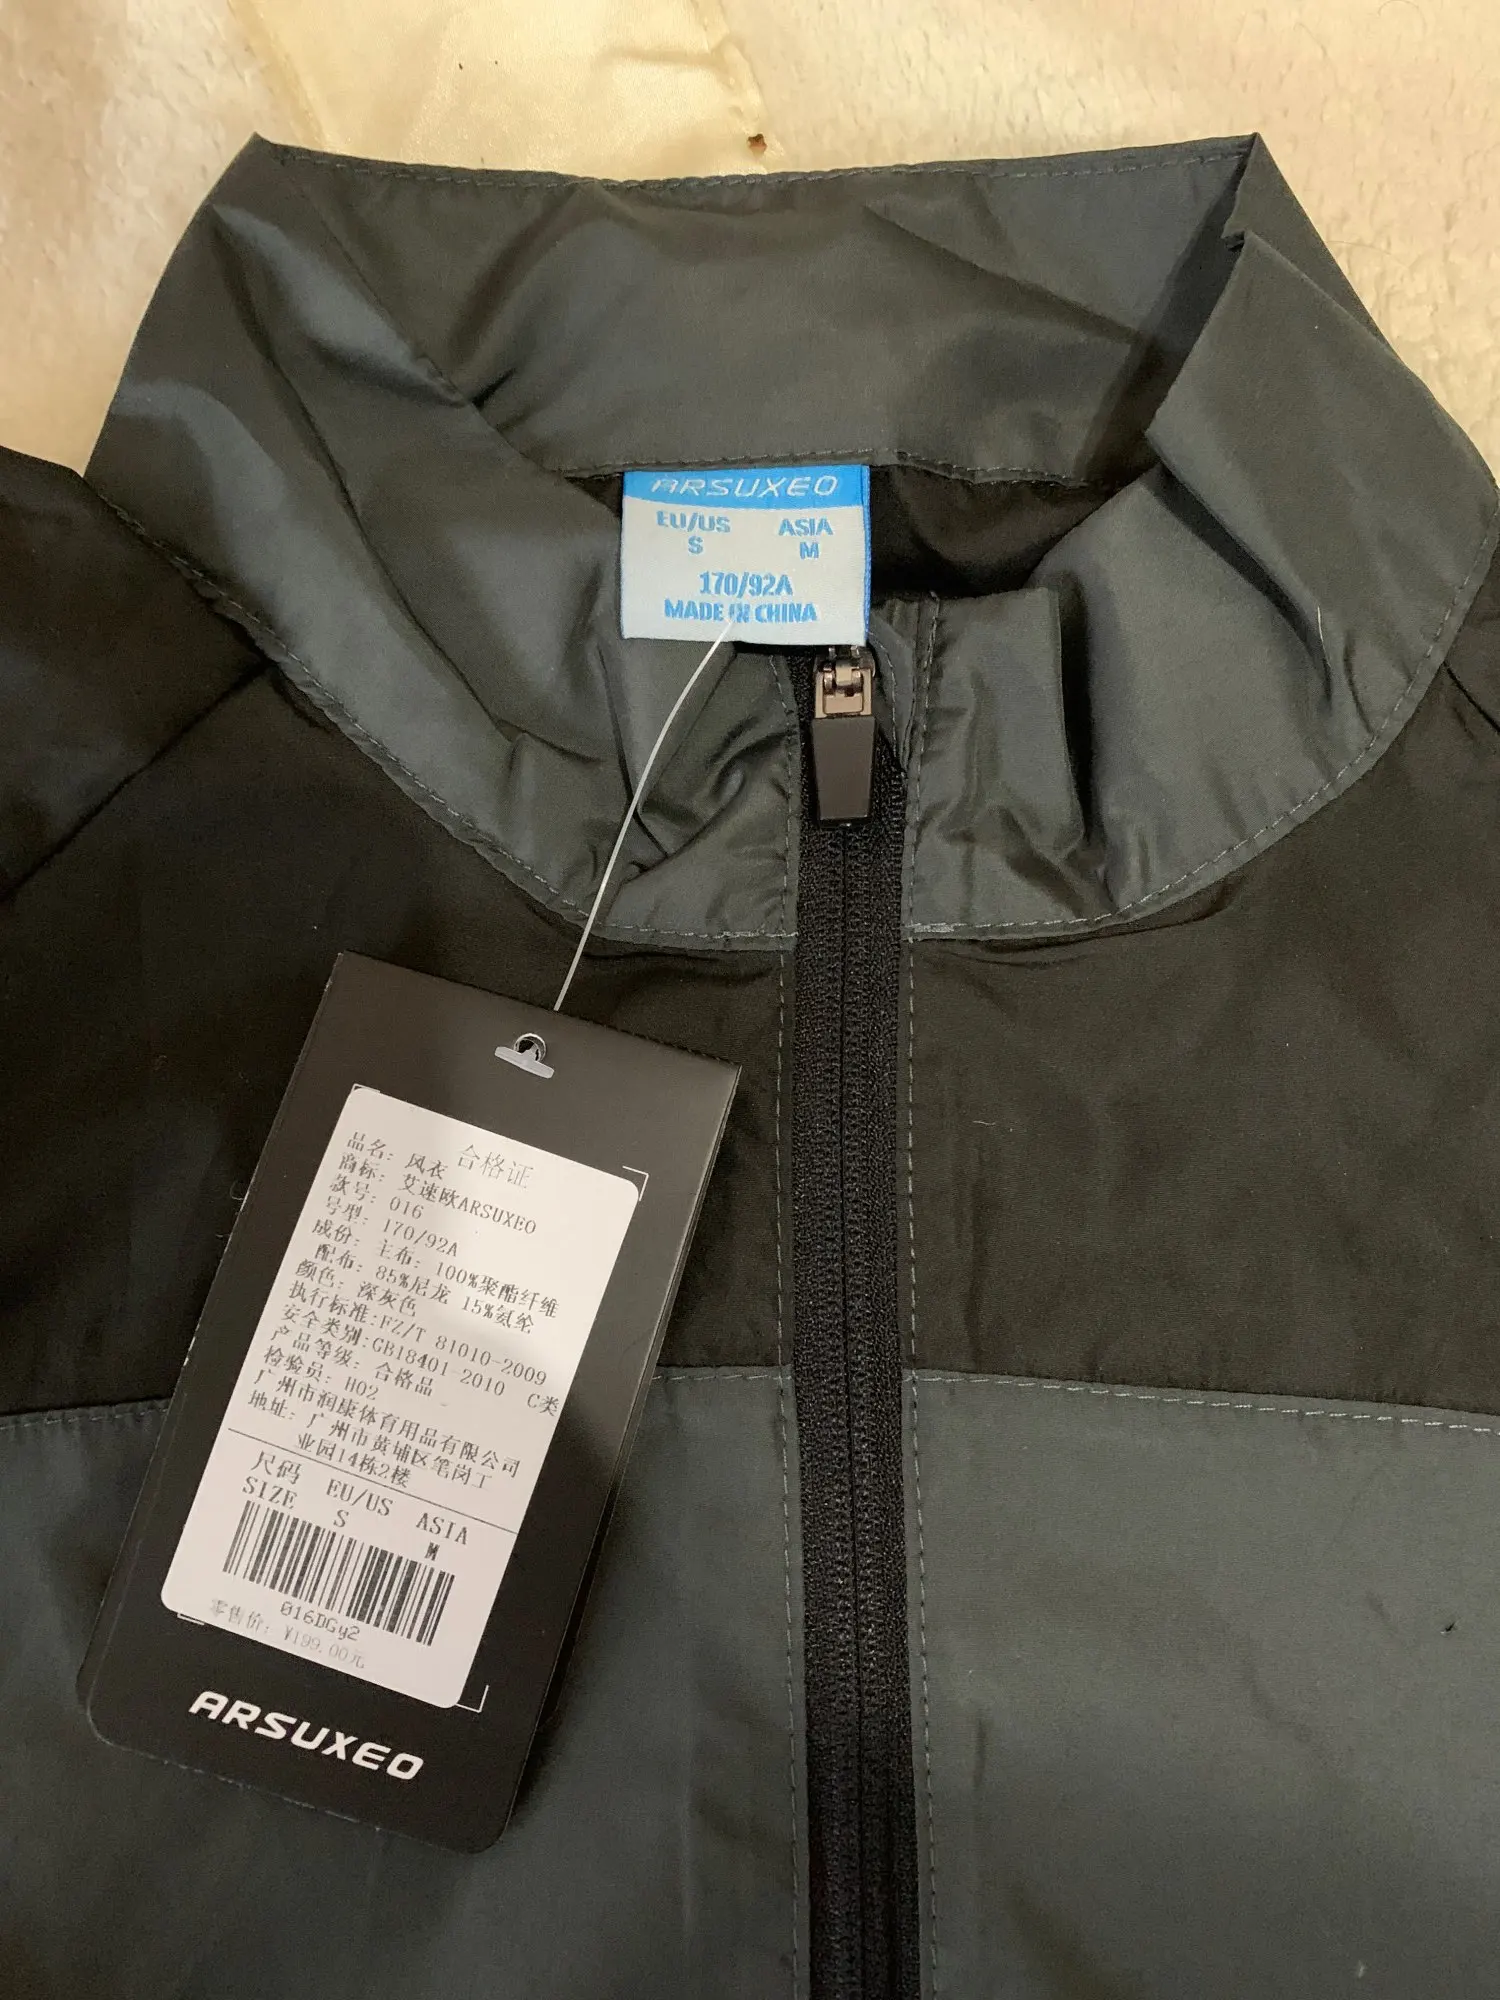 ARSUXEO
EU/US ASIA
S M
170/92A
MADE IN CHINA
合格证
品名: 风衣
商标: 艾速欧ARSUXEO
款号: 016
号型: 170/92A
成份: 主布: 100%聚酯纤维
配布: 85%尼龙 15%氨纶
颜色: 深灰色
执行标准:FZ/T 81010-2009
安全类别:GB18401-2010 C类
产品等级: 合格品
检验员: H02
广州市润康体育用品有限公司
地址: 广州市黄埔区笔岗工
业园14栋2楼
尺码 EU/US ASIA
SIZE S M
016DGy2
零售价: ¥199.00元
ARSUXEO